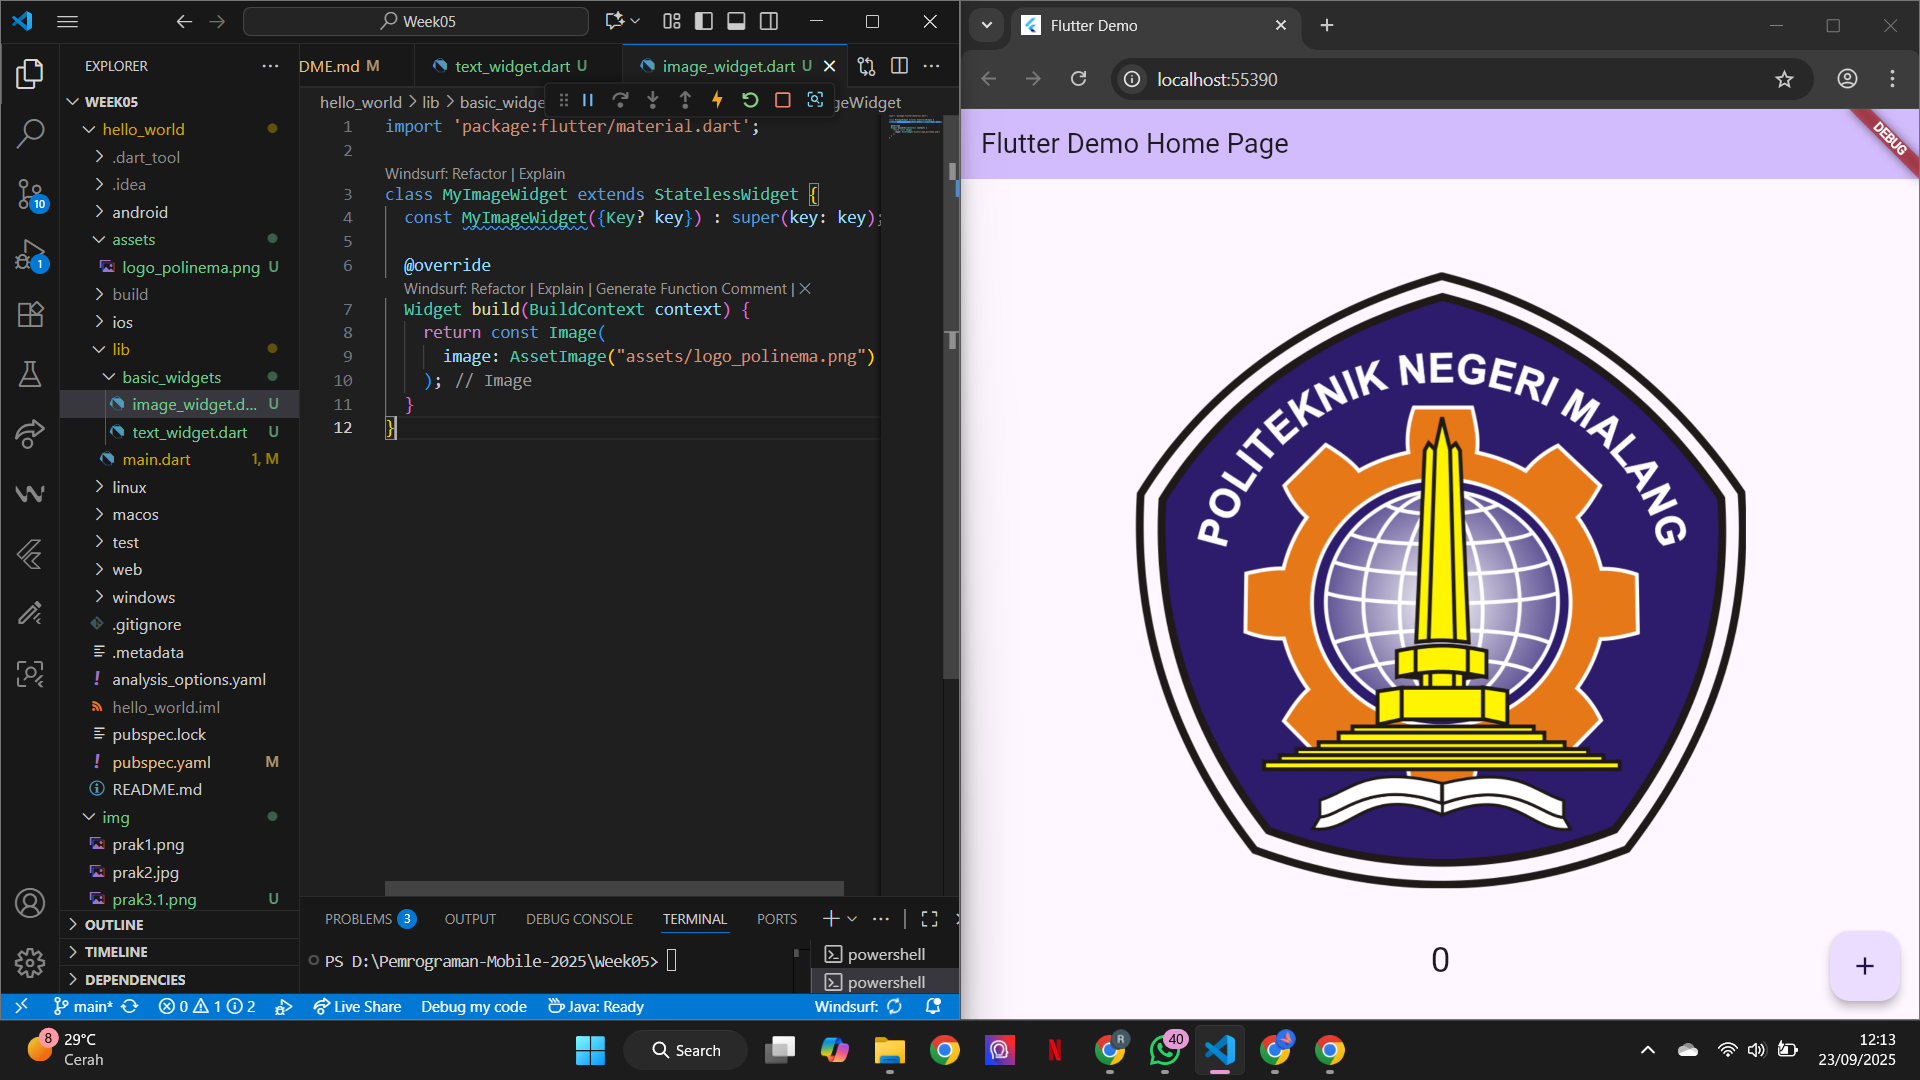 Week05
EXPLORER
WEEK05
hello_world
.dart_tool
.idea
android
assets
logo_polinema.png U
build
ios
lib
basic_widgets
image_widget.d... U
text_widget.dart U
main.dart 1, M
linux
macos
test
web
windows
.gitignore
.metadata
analysis_options.yaml
hello_world.iml
pubspec.lock
pubspec.yaml M
README.md
img
prak1.png
prak2.jpg
prak3.1.png U
OUTLINE
TIMELINE
DEPENDENCIES
10
1
DME.md M
text_widget.dart U
image_widget.dart U
hello_world > lib > basic_widge
geWidget
1 import 'package:flutter/material.dart';
2
Windsurf: Refactor | Explain
3 class MyImageWidget extends StatelessWidget {
4 const MyImageWidget({Key? key}) : super(key: key);
5
6 @override
Windsurf: Refactor | Explain | Generate Function Comment | X
7 Widget build(BuildContext context) {
8 return const Image(
9 image: AssetImage("assets/logo_polinema.png")
10 ); // Image
11 }
12 }
PROBLEMS 3 OUTPUT DEBUG CONSOLE TERMINAL PORTS
PS D:\Pemrograman-Mobile-2025\Week05>
powershell
powershell
main* 0 1 2 Live Share Debug my code Java: Ready Windsurf:
Flutter Demo
localhost:55390
Flutter Demo Home Page
DEBUG
POLITEKNIK NEGERI MALANG
0
+
8
29°C
Cerah
Search
R
40
12:13
23/09/2025